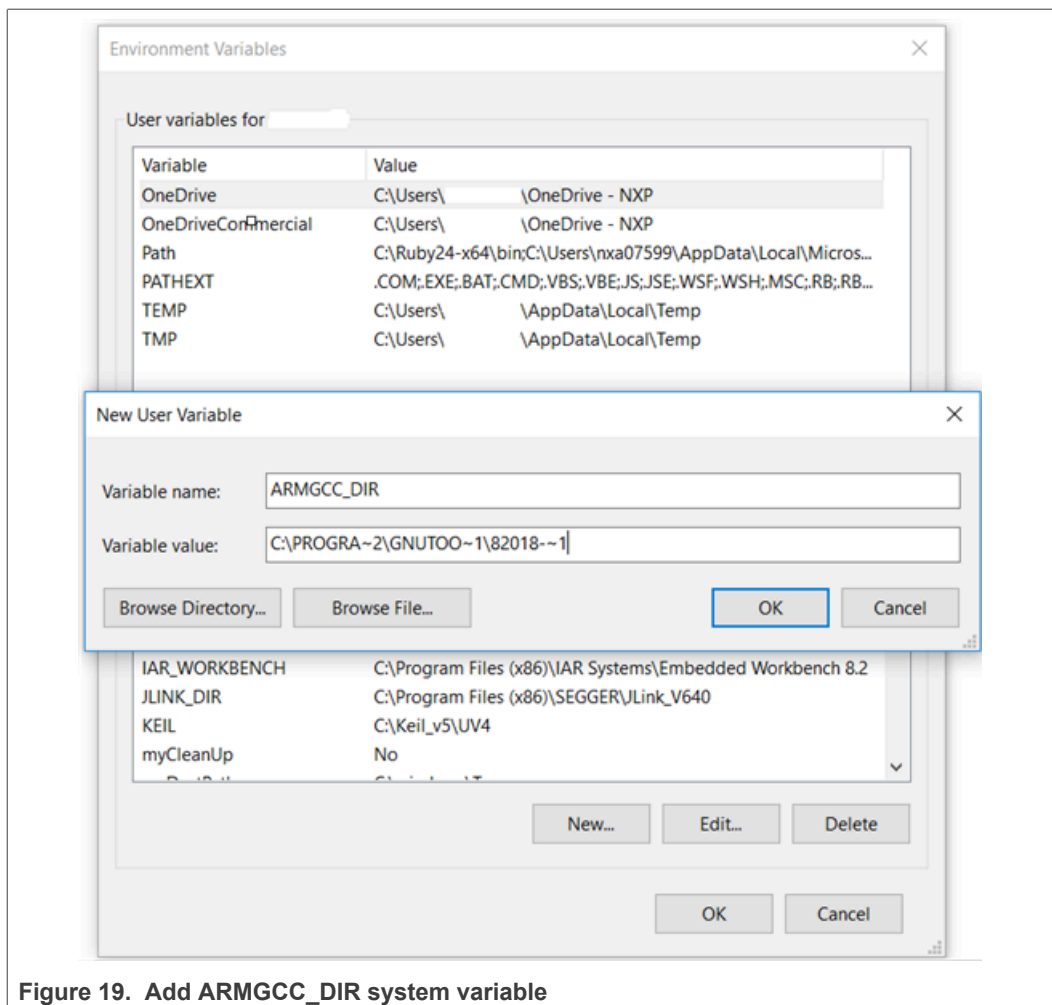 Environment Variables
User variables for
Variable Value
OneDrive C:\Users\ \OneDrive - NXP
OneDriveCommercial C:\Users\ \OneDrive - NXP
Path C:\Ruby24-x64\bin;C:\Users\nxa07599\AppData\Local\Micros...
PATHEXT .COM;.EXE;.BAT;.CMD;.VBS;.VBE;.JS;.JSE;.WSF;.WSH;.MSC;.RB;.RB...
TEMP C:\Users\ \AppData\Local\Temp
TMP C:\Users\ \AppData\Local\Temp
New User Variable
Variable name: ARMGCC_DIR
Variable value: C:\PROGRA~2\GNUTOO~1\82018-~1
Browse Directory... Browse File... OK Cancel
IAR_WORKBENCH C:\Program Files (x86)\IAR Systems\Embedded Workbench 8.2
JLINK_DIR C:\Program Files (x86)\SEGGER\JLink_V640
KEIL C:\Keil_v5\UV4
myCleanUp No
New... Edit... Delete
OK Cancel
Figure 19. Add ARMGCC_DIR system variable